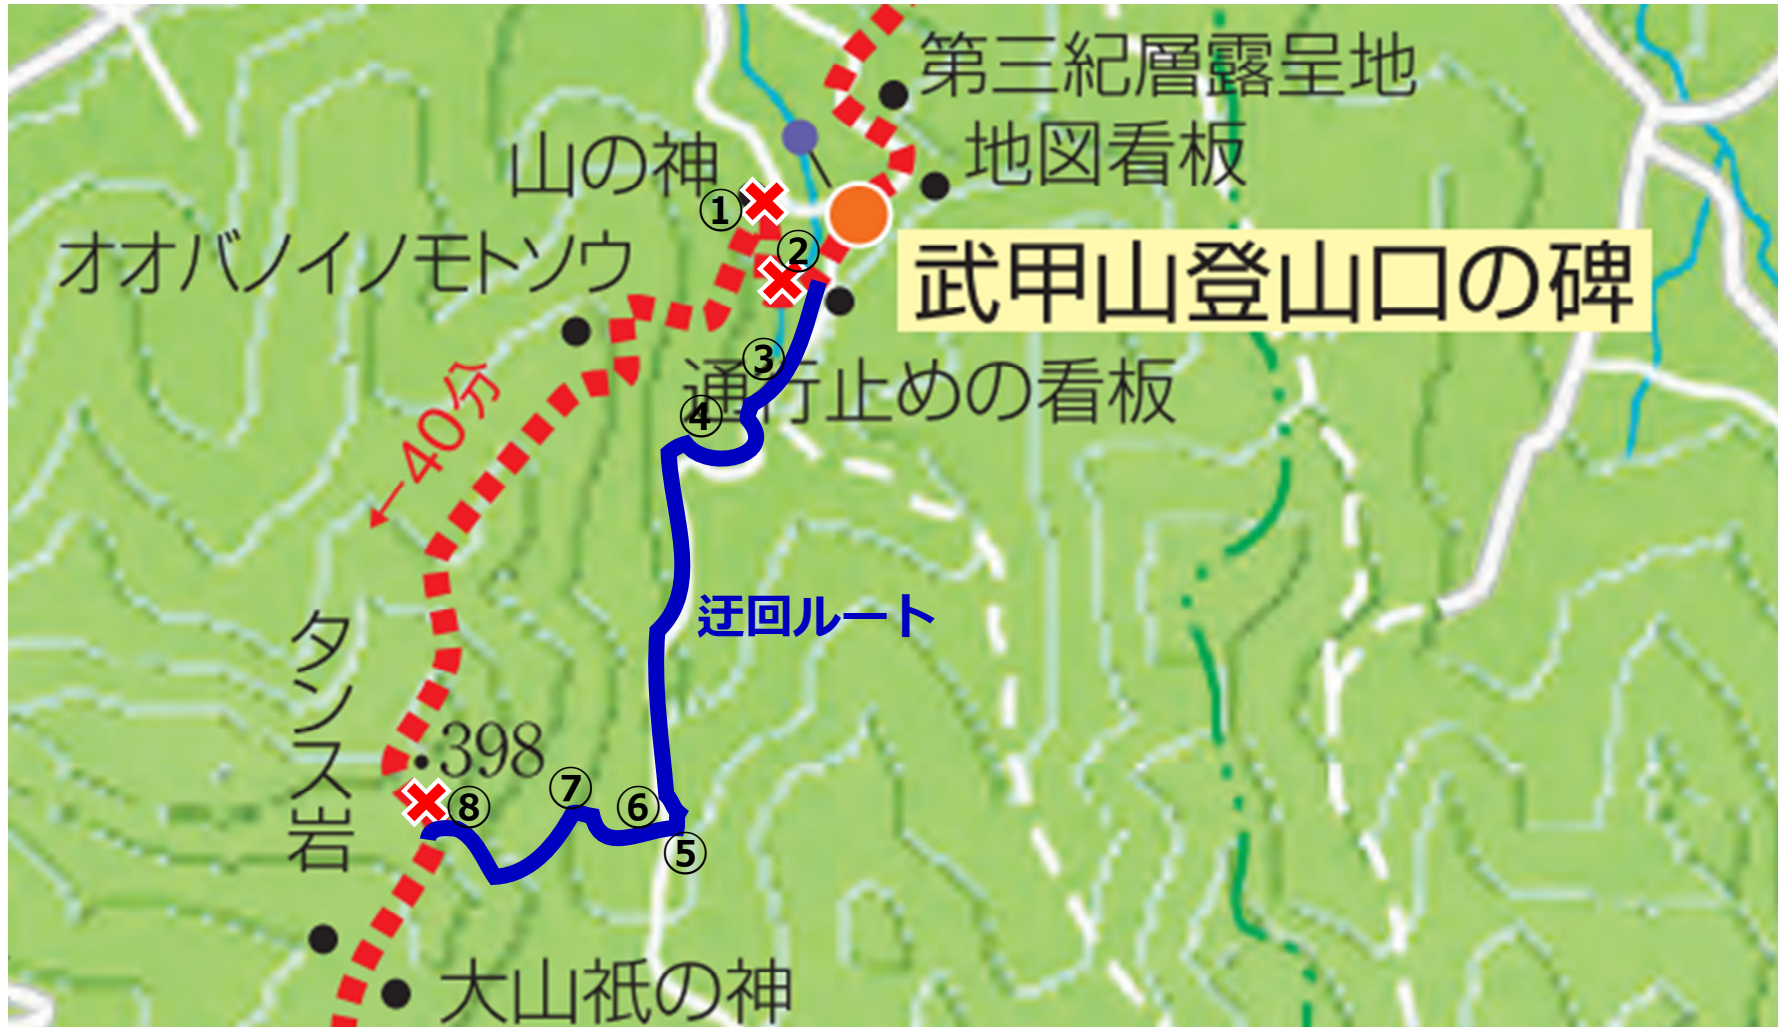 第三紀層露呈地
地図看板
山の神
①
②
オオバノイノモトソウ
武甲山登山口の碑
③
通行止めの看板
④
←40分
迂回ルート
タンス岩
398
⑦
⑥
⑧
⑤
大山祇の神